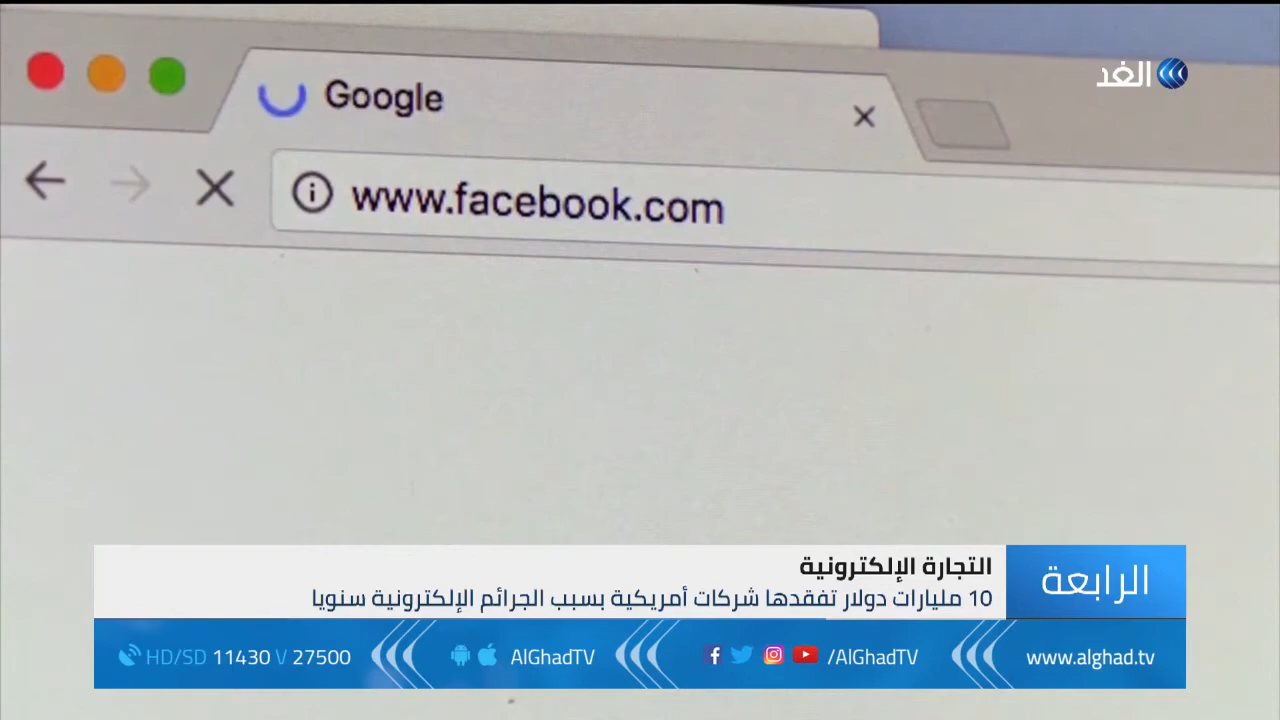 الغد
Google
www.facebook.com
الرابعة
التجارة الإلكترونية
10 مليارات دولار تفقدها شركات أمريكية بسبب الجرائم الإلكترونية سنويا
HD/SD 11430 V 27500
AlGhadTV
/AlGhadTV
www.alghad.tv